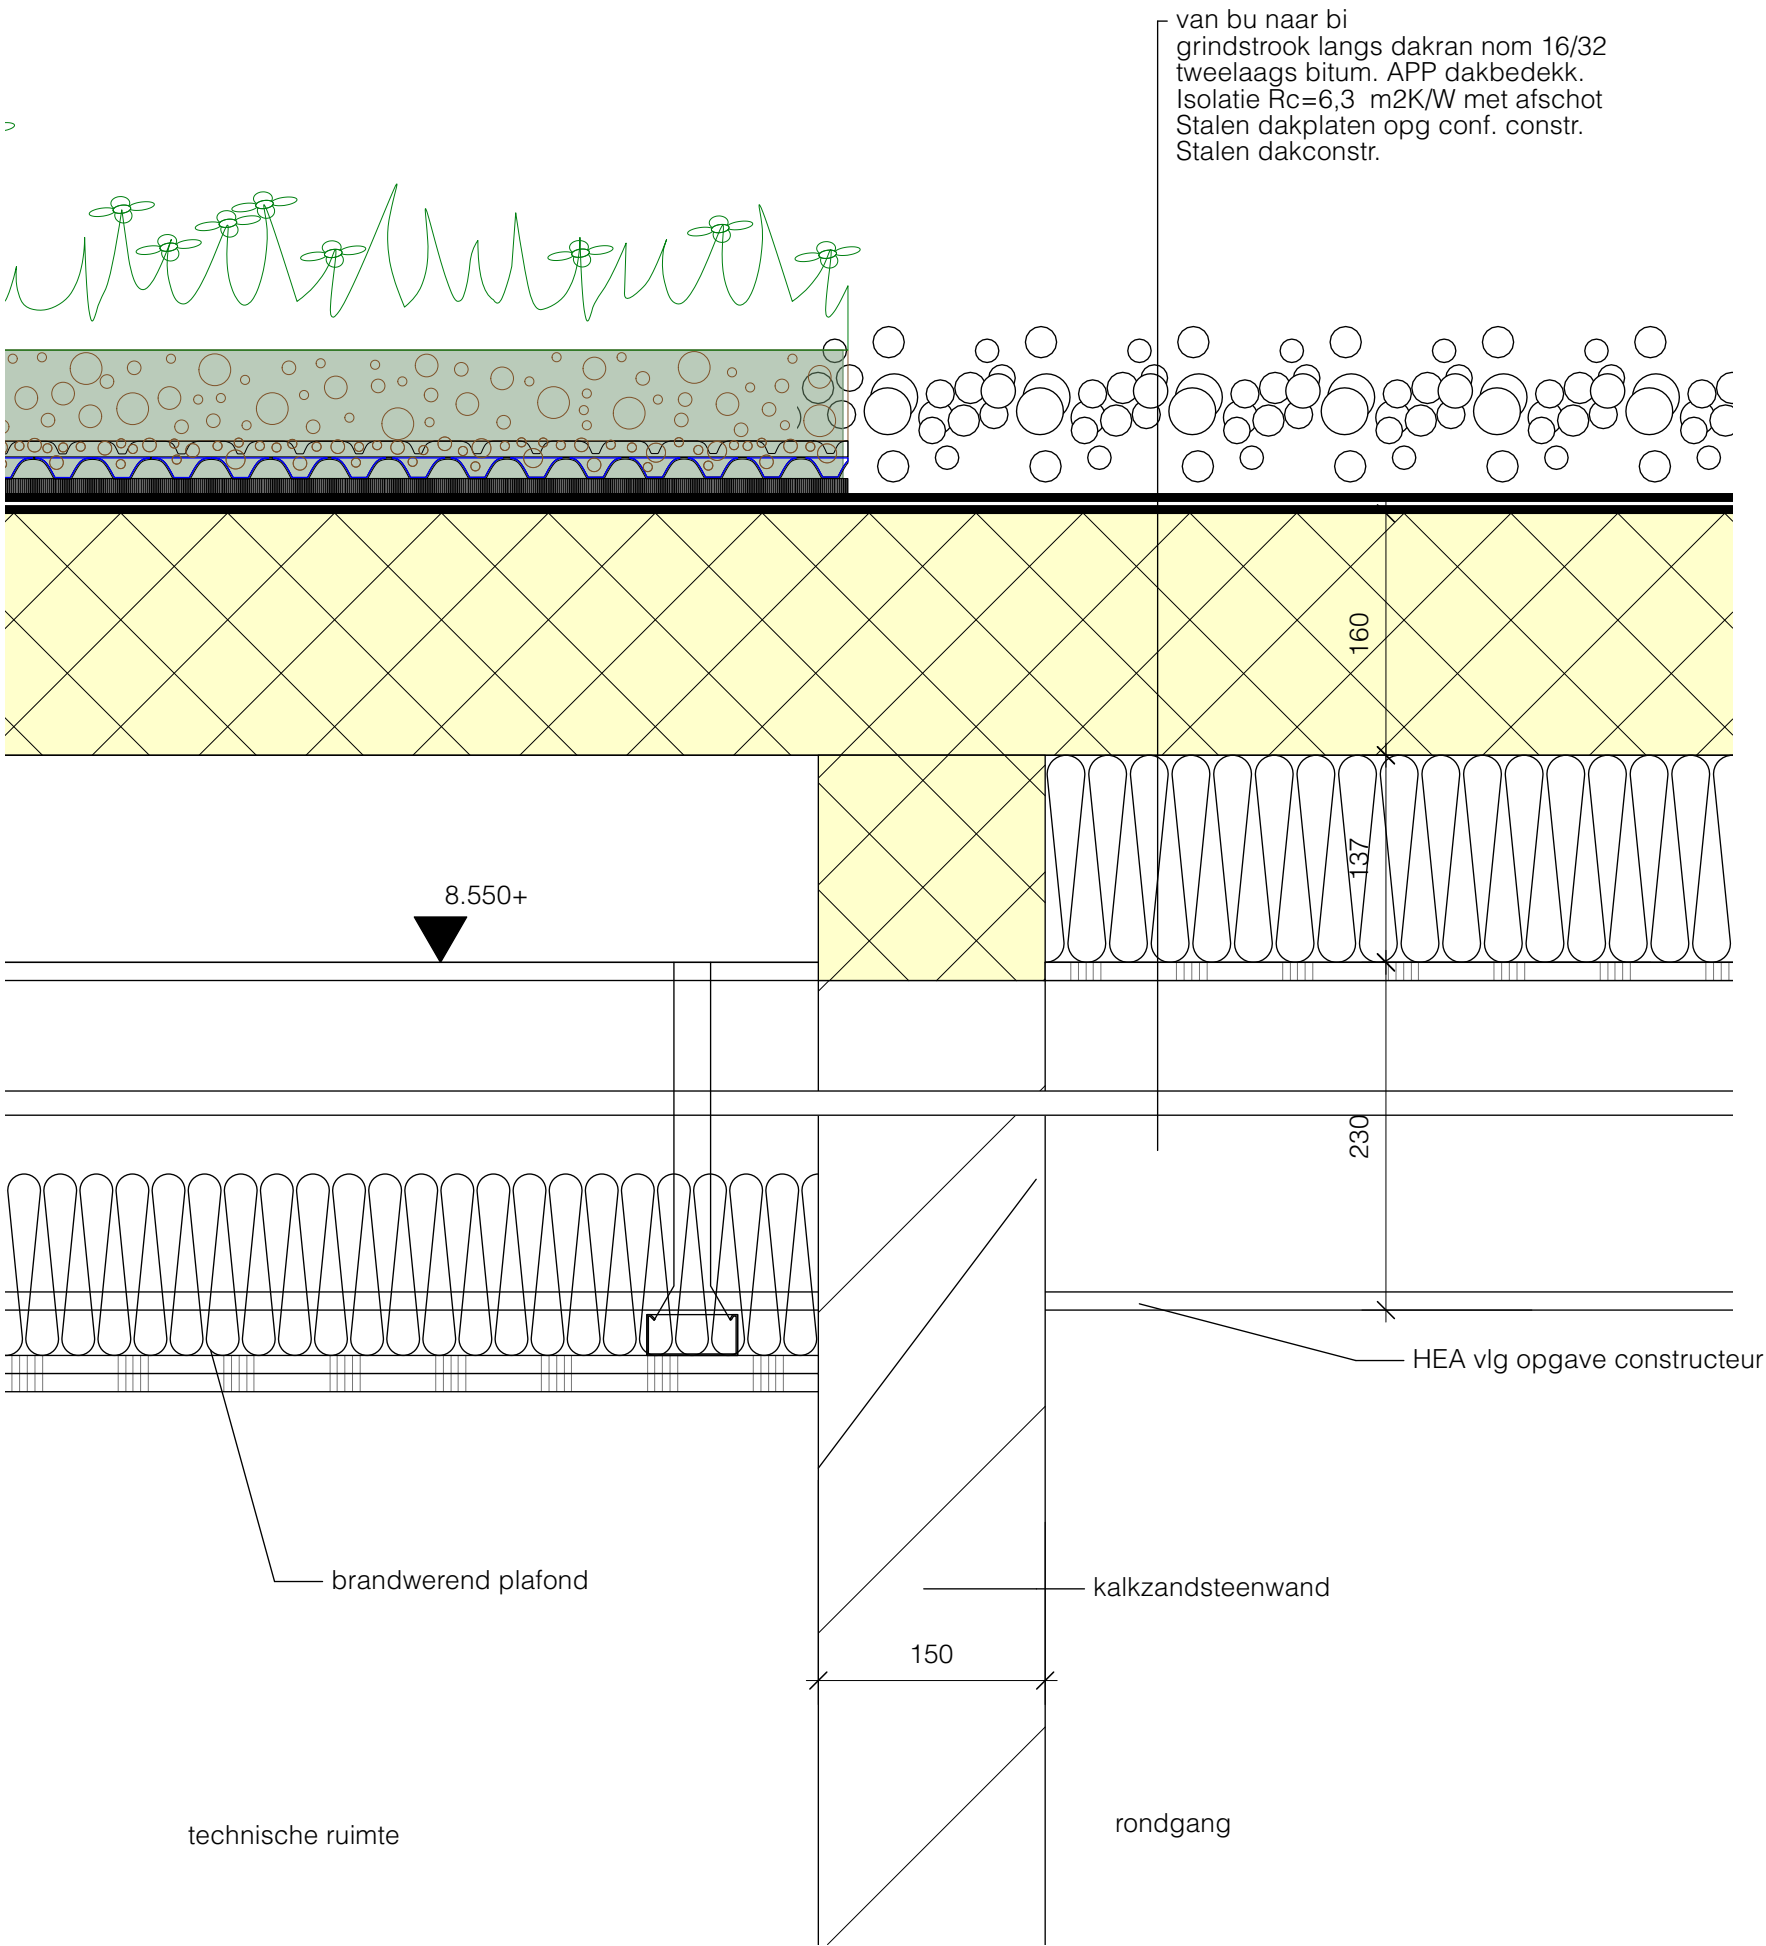 van bu naar bi
grindstrook langs dakran nom 16/32
tweelaags bitum. APP dakbedekk.
Isolatie Rc=6,3  m2K/W met afschot
Stalen dakplaten opg conf. constr.
Stalen dakconstr.
160
137
8.550+
230
HEA vlg opgave constructeur
brandwerend plafond
kalkzandsteenwand
150
technische ruimte
rondgang